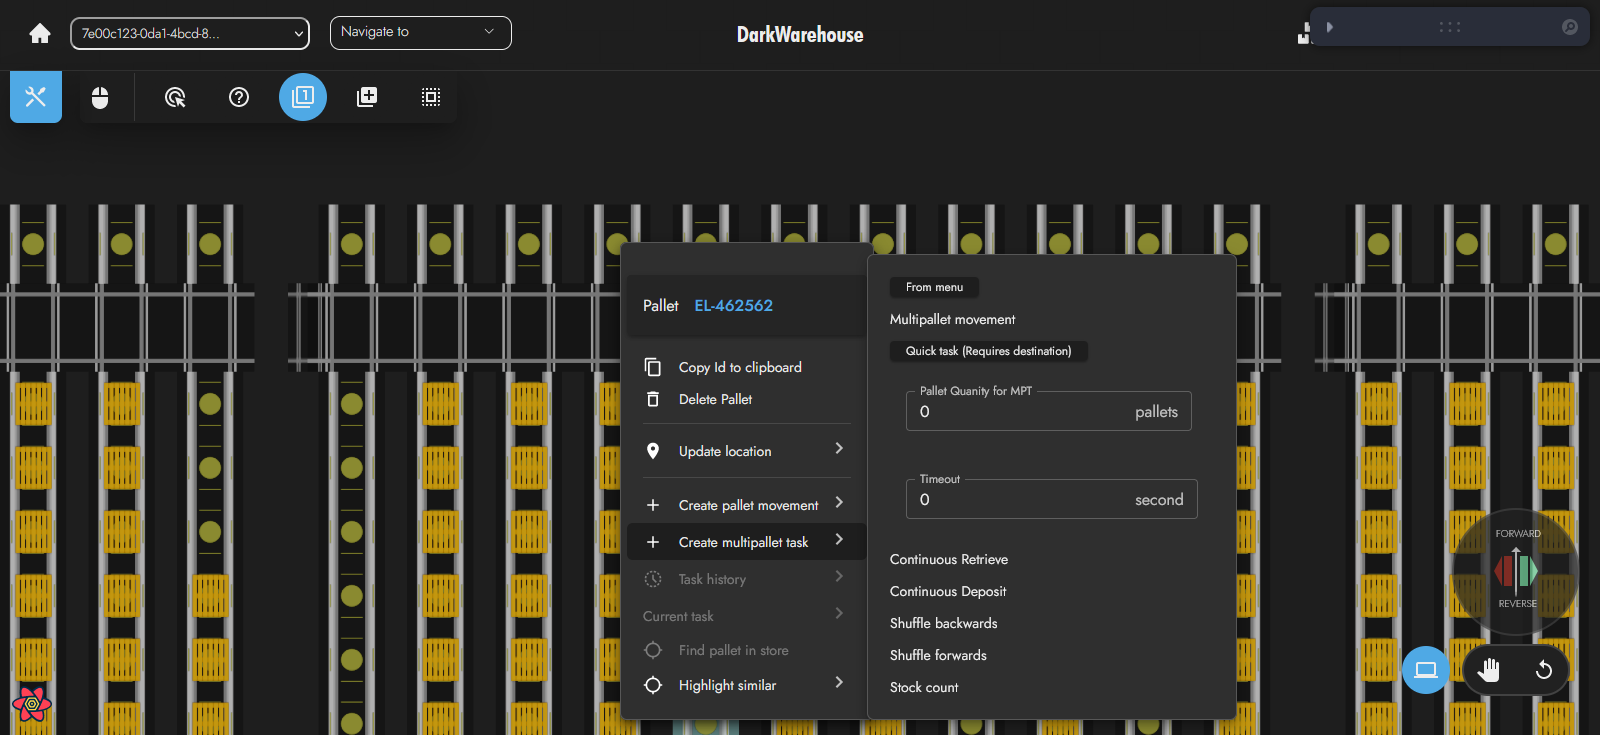 7e00c123-0da1-4bcd-8...
Navigate to
DarkWarehouse
1
Pallet EL-462562
Copy Id to clipboard
Delete Pallet
Update location
Create pallet movement
Create multipallet task
Task history
Current task
Find pallet in store
Highlight similar
From menu
Multipallet movement
Quick task (Requires destination)
Pallet Quanity for MPT
0 pallets
Timeout
0 second
Continuous Retrieve
Continuous Deposit
Shuffle backwards
Shuffle forwards
Stock count
FORWARD
REVERSE